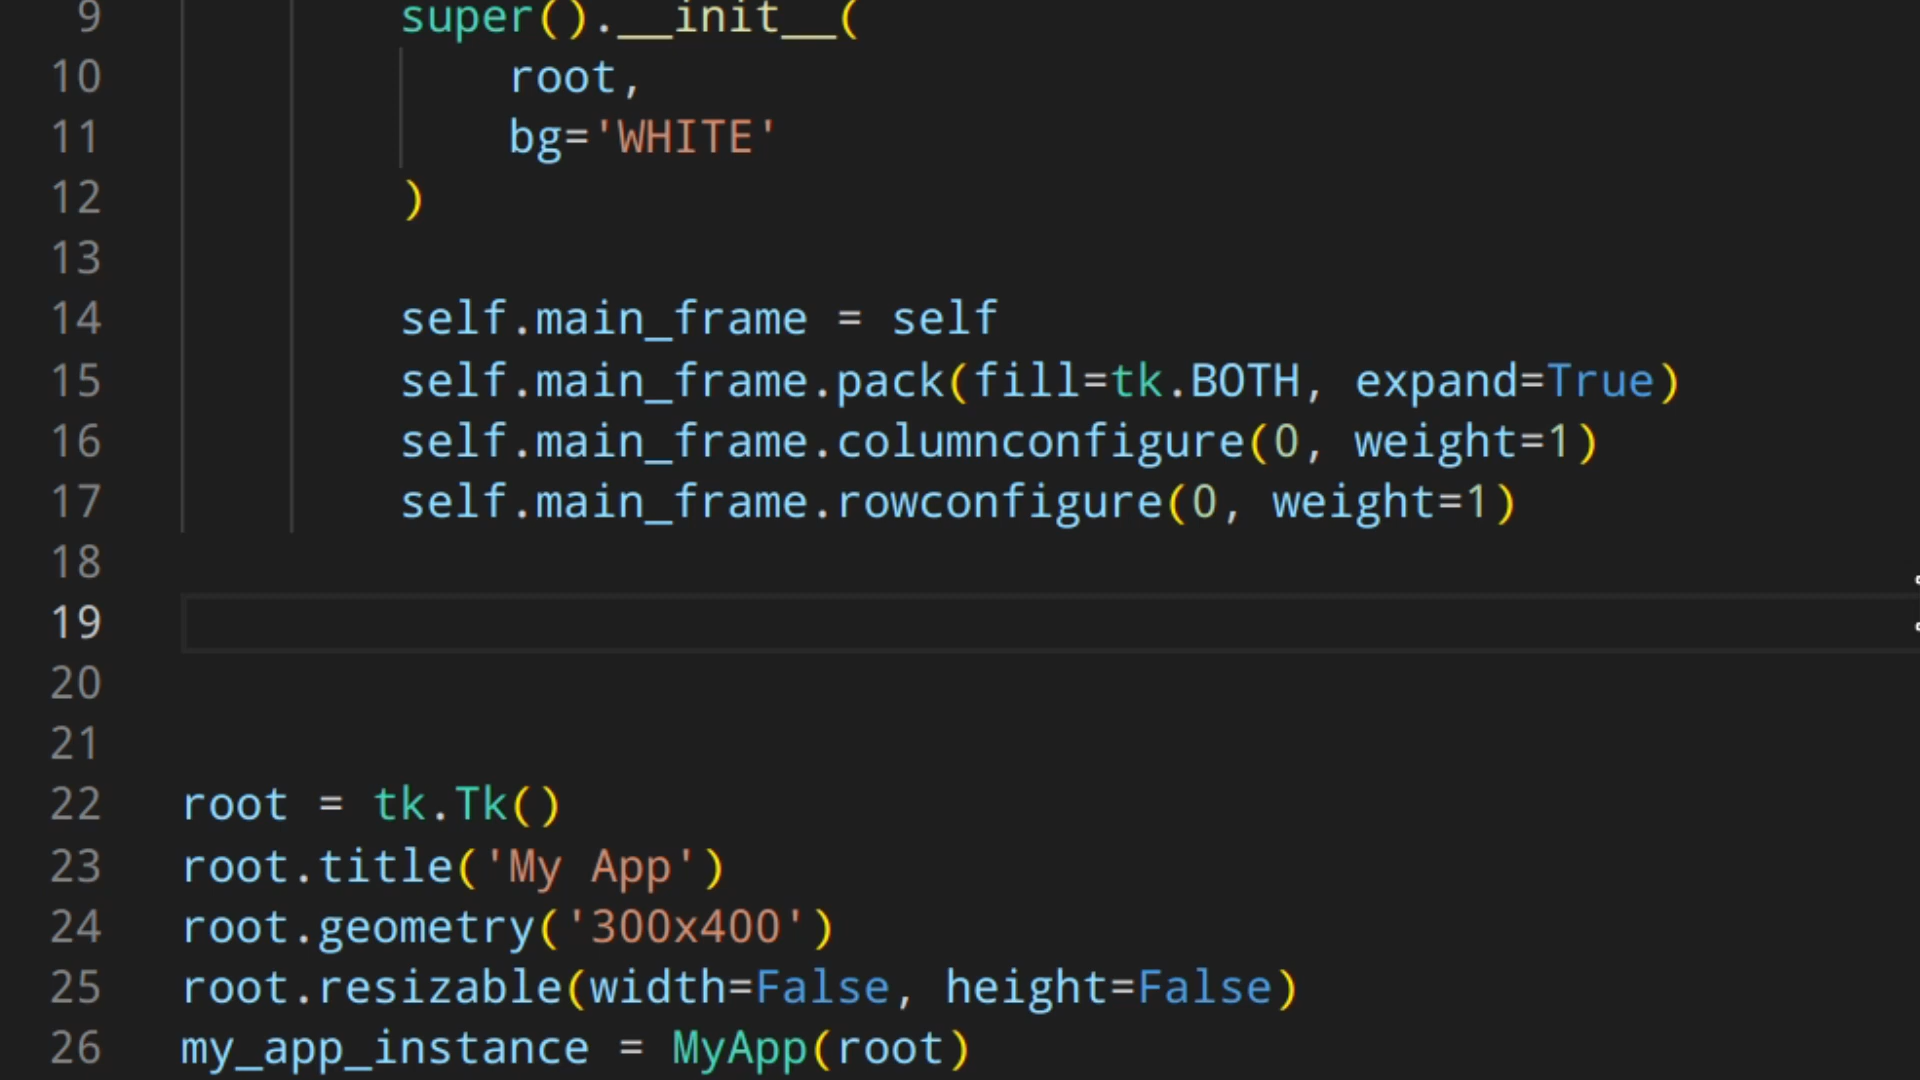 9 super().__init__(
10 root,
11 bg='WHITE'
12 )
13
14 self.main_frame = self
15 self.main_frame.pack(fill=tk.BOTH, expand=True)
16 self.main_frame.columnconfigure(0, weight=1)
17 self.main_frame.rowconfigure(0, weight=1)
18
19
20
21
22 root = tk.Tk()
23 root.title('My App')
24 root.geometry('300x400')
25 root.resizable(width=False, height=False)
26 my_app_instance = MyApp(root)